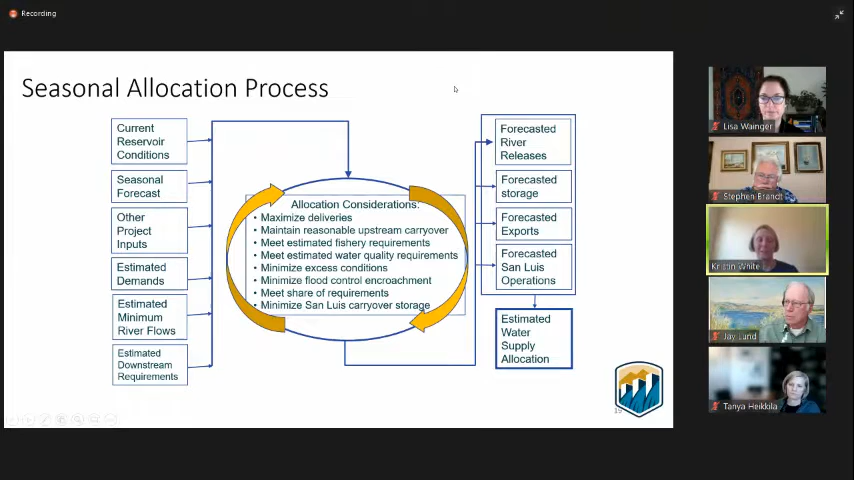 Recording
Seasonal Allocation Process
Current
Reservoir
Conditions
Seasonal
Forecast
Other
Project
Inputs
Estimated
Demands
Estimated
Minimum
River Flows
Estimated
Downstream
Requirements
Allocation Considerations:
• Maximize deliveries
• Maintain reasonable upstream carryover
• Meet estimated fishery requirements
• Meet estimated water quality requirements
• Minimize excess conditions
• Minimize flood control encroachment
• Meet share of requirements
• Minimize San Luis carryover storage
Forecasted
River
Releases
Forecasted
storage
Forecasted
Exports
Forecasted
San Luis
Operations
Estimated
Water
Supply
Allocation
19
Lisa Wainger
Stephen Brandt
Kristin White
Jay Lund
Tanya Heikkila